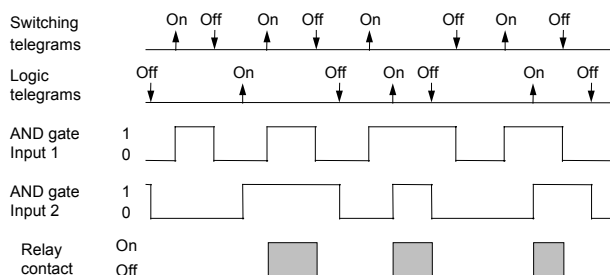 Switching telegrams On Off On Off On Off On Off
Logic telegrams Off On Off On Off On Off
AND gate Input 1 1 0
AND gate Input 2 1 0
Relay contact On Off